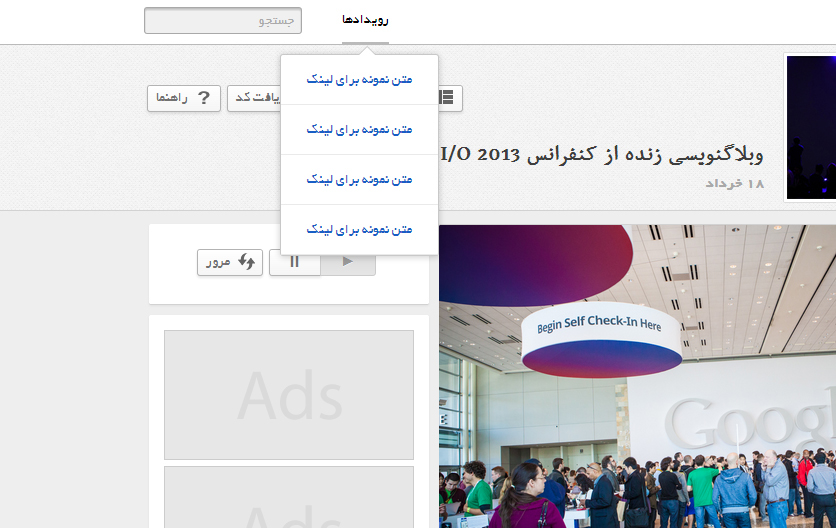 رویدادها
جستجو
متن نمونه برای لینک
متن نمونه برای لینک
متن نمونه برای لینک
متن نمونه برای لینک
یافت کد
? راهنما
وبلاگنویسی زنده از کنفرانس I/O 2013
۱۸ خرداد
مرور
Begin Self Check-In Here
Google
Ads
Ads